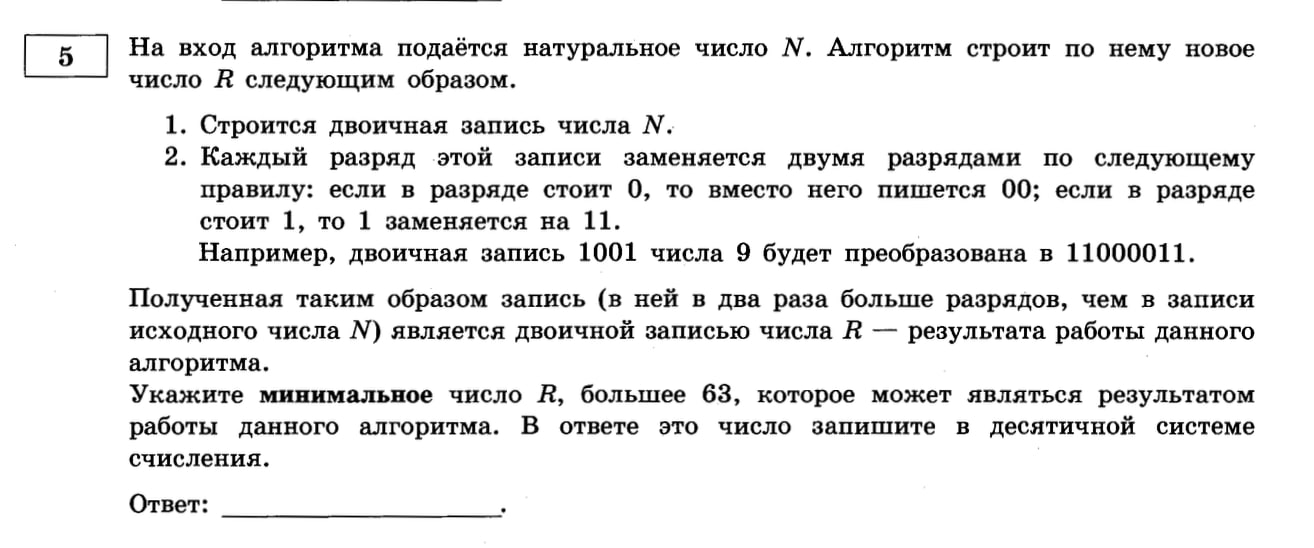 5
На вход алгоритма подаётся натуральное число N. Алгоритм строит по нему новое
число R следующим образом.
1. Строится двоичная запись числа N.
2. Каждый разряд этой записи заменяется двумя разрядами по следующему
правилу: если в разряде стоит 0, то вместо него пишется 00; если в разряде
стоит 1, то 1 заменяется на 11.
Например, двоичная запись 1001 числа 9 будет преобразована в 11000011.
Полученная таким образом запись (в ней в два раза больше разрядов, чем в записи
исходного числа N) является двоичной записью числа R — результата работы данного
алгоритма.
Укажите минимальное число R, большее 63, которое может являться результатом
работы данного алгоритма. В ответе это число запишите в десятичной системе
счисления.
Ответ: ____________________.